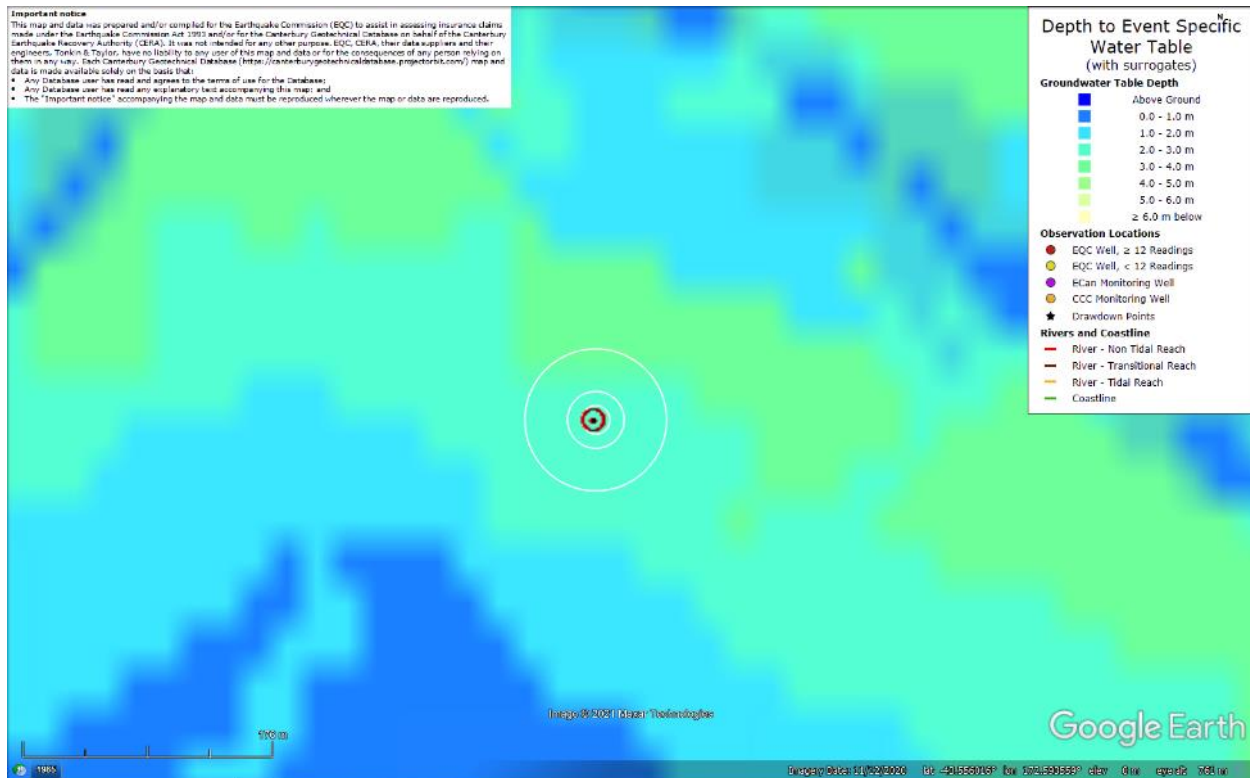 Important notice
This map and data was prepared and/or compiled for the Earthquake Commission (EQC) to assist in assessing insurance claims
made under the Earthquake Commission Act 1993 and/or for the Canterbury Geotechnical Database on behalf of the Canterbury
Earthquake Recovery Authority (CERA). It was not intended for any other purpose. EQC, CERA, their data suppliers and their
engineers, Tonkin & Taylor, have no liability to any user of this map and data or for the consequences of any person relying on
them in any way. Each Canterbury Geotechnical Database (https://canterburygeotechnicaldatabase.projectorbit.com/) map and
data is made available solely on the basis that:
• Any Database user has read and agrees to the terms of use for the Database;
• Any Database user has read any explanatory text accompanying this map; and
• The "Important notice" accompanying the map and data must be reproduced wherever the map or data are reproduced.
N
Depth to Event Specific
Water Table
(with surrogates)
Groundwater Table Depth
Above Ground
0.0 - 1.0 m
1.0 - 2.0 m
2.0 - 3.0 m
3.0 - 4.0 m
4.0 - 5.0 m
5.0 - 6.0 m
≥ 6.0 m below
Observation Locations
EQC Well, ≥ 12 Readings
EQC Well, < 12 Readings
ECan Monitoring Well
CCC Monitoring Well
Drawdown Points
Rivers and Coastline
River - Non Tidal Reach
River - Transitional Reach
River - Tidal Reach
Coastline
Image © 2021 Maxar Technologies
Google Earth
1985
Imagery Date: lat lon elev 0 m eye alt